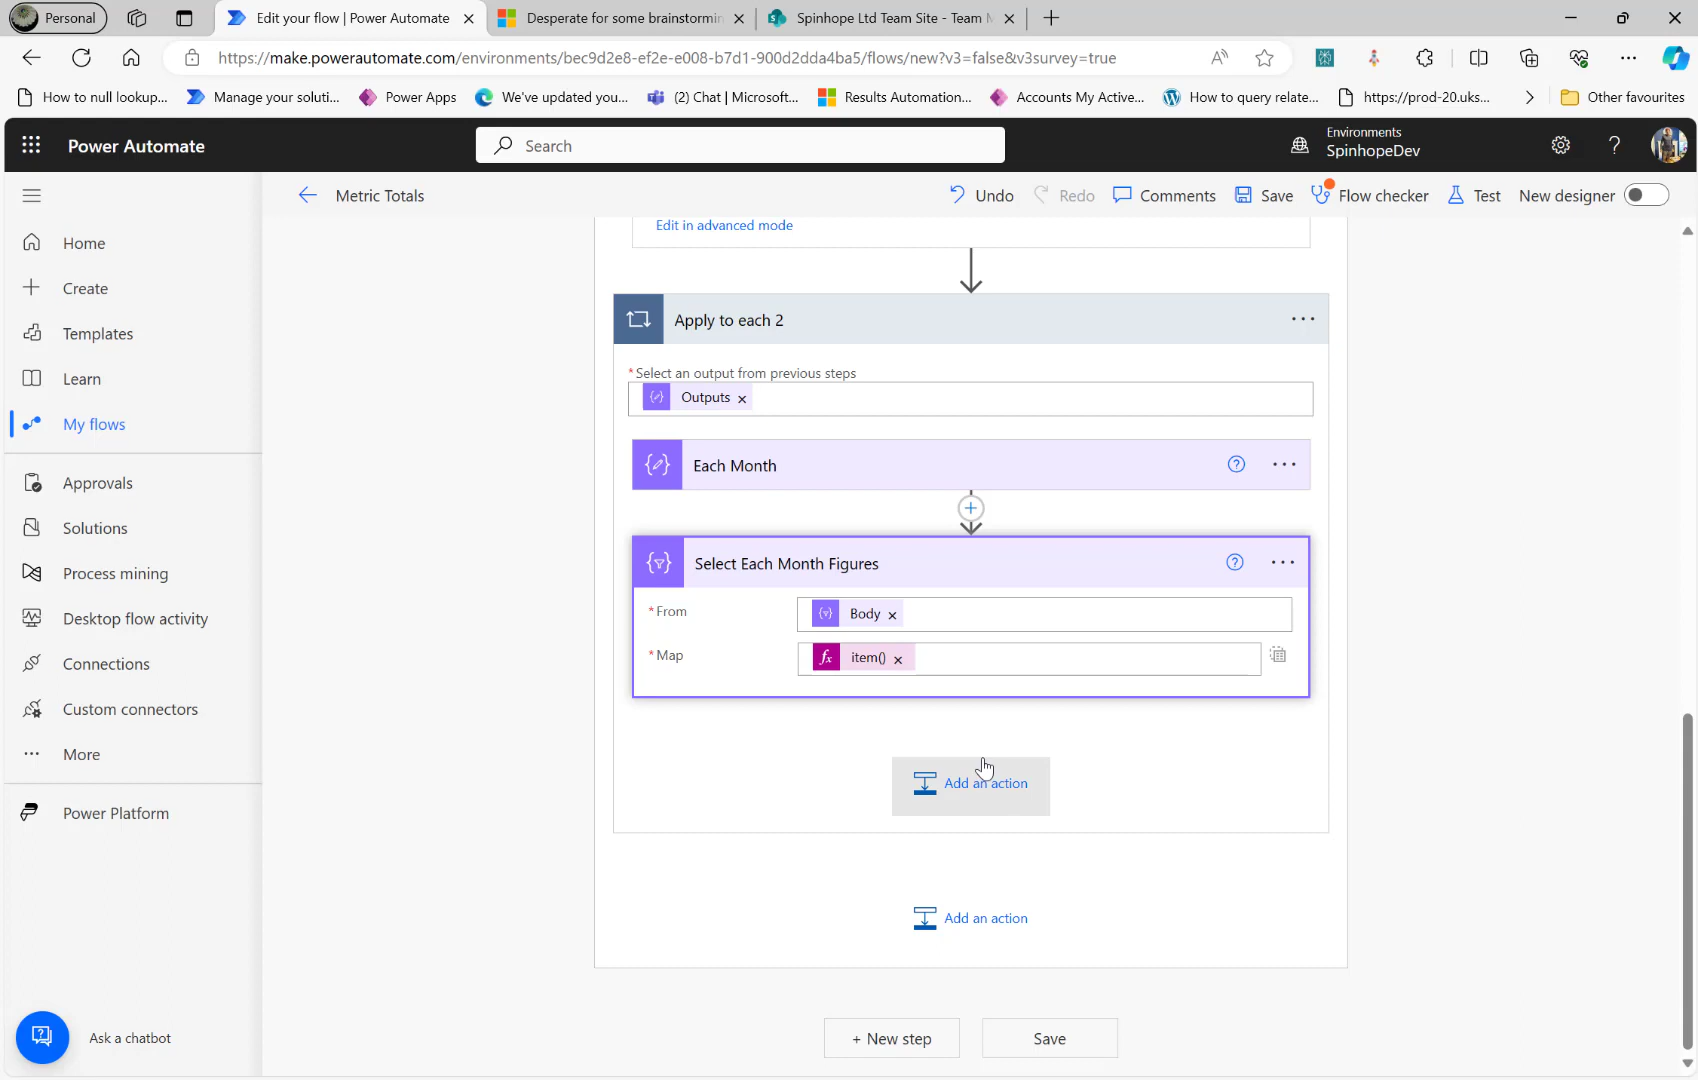 Personal
Edit your flow | Power Automate
Desperate for some brainstormin
Spinhope Ltd Team Site - Team M
https://make.powerautomate.com/environments/bec9d2e8-ef2e-e008-b7d1-900d2dda4ba5/flows/new?v3=false&v3survey=true
How to null lookup...
Manage your soluti...
Power Apps
We've updated you...
(2) Chat | Microsoft...
Results Automation...
Accounts My Active...
How to query relate...
https://prod-20.uks...
Other favourites
Power Automate
Search
Environments
SpinhopeDev
Metric Totals
Undo
Redo
Comments
Save
Flow checker
Test
New designer
Home
Create
Templates
Learn
My flows
Approvals
Solutions
Process mining
Desktop flow activity
Connections
Custom connectors
More
Power Platform
Ask a chatbot
Edit in advanced mode
Apply to each 2
* Select an output from previous steps
Outputs
Each Month
Select Each Month Figures
* From
Body
* Map
fx item()
Add an action
Add an action
+ New step
Save